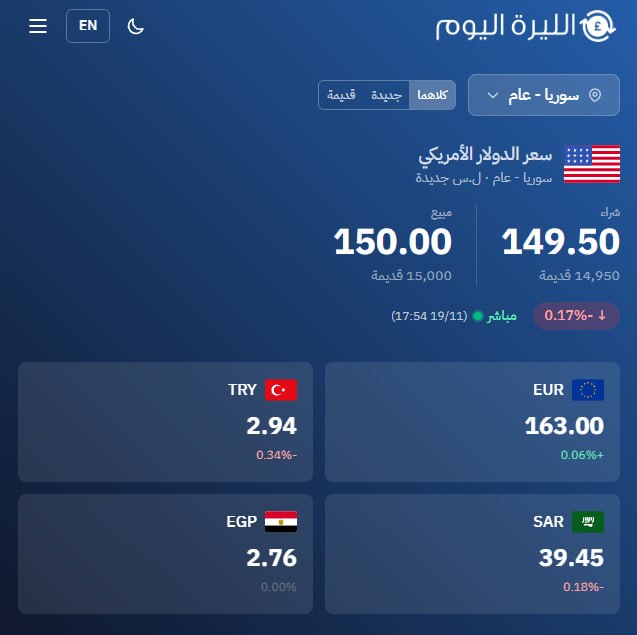 الليرة اليوم
EN
سوريا - عام
كلاهما جديدة قديمة
سعر الدولار الأمريكي
سوريا - عام · ل.س جديدة
شراء
149.50
14,950 قديمة
مبيع
150.00
15,000 قديمة
↓ -0.17%
مباشر (17:54 19/11)
EUR
163.00
+0.06%
TRY
2.94
-0.34%
SAR
39.45
-0.18%
EGP
2.76
0.00%